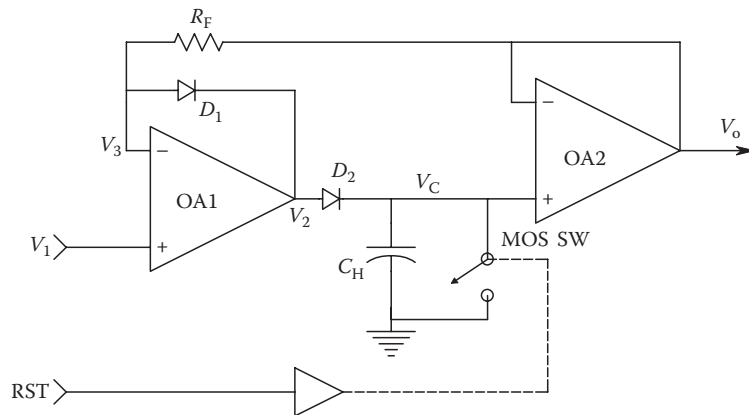 R_F
D_1
V_3
−
OA1
+
V_1
V_2
D_2
V_C
C_H
−
OA2
+
V_o
MOS SW
RST